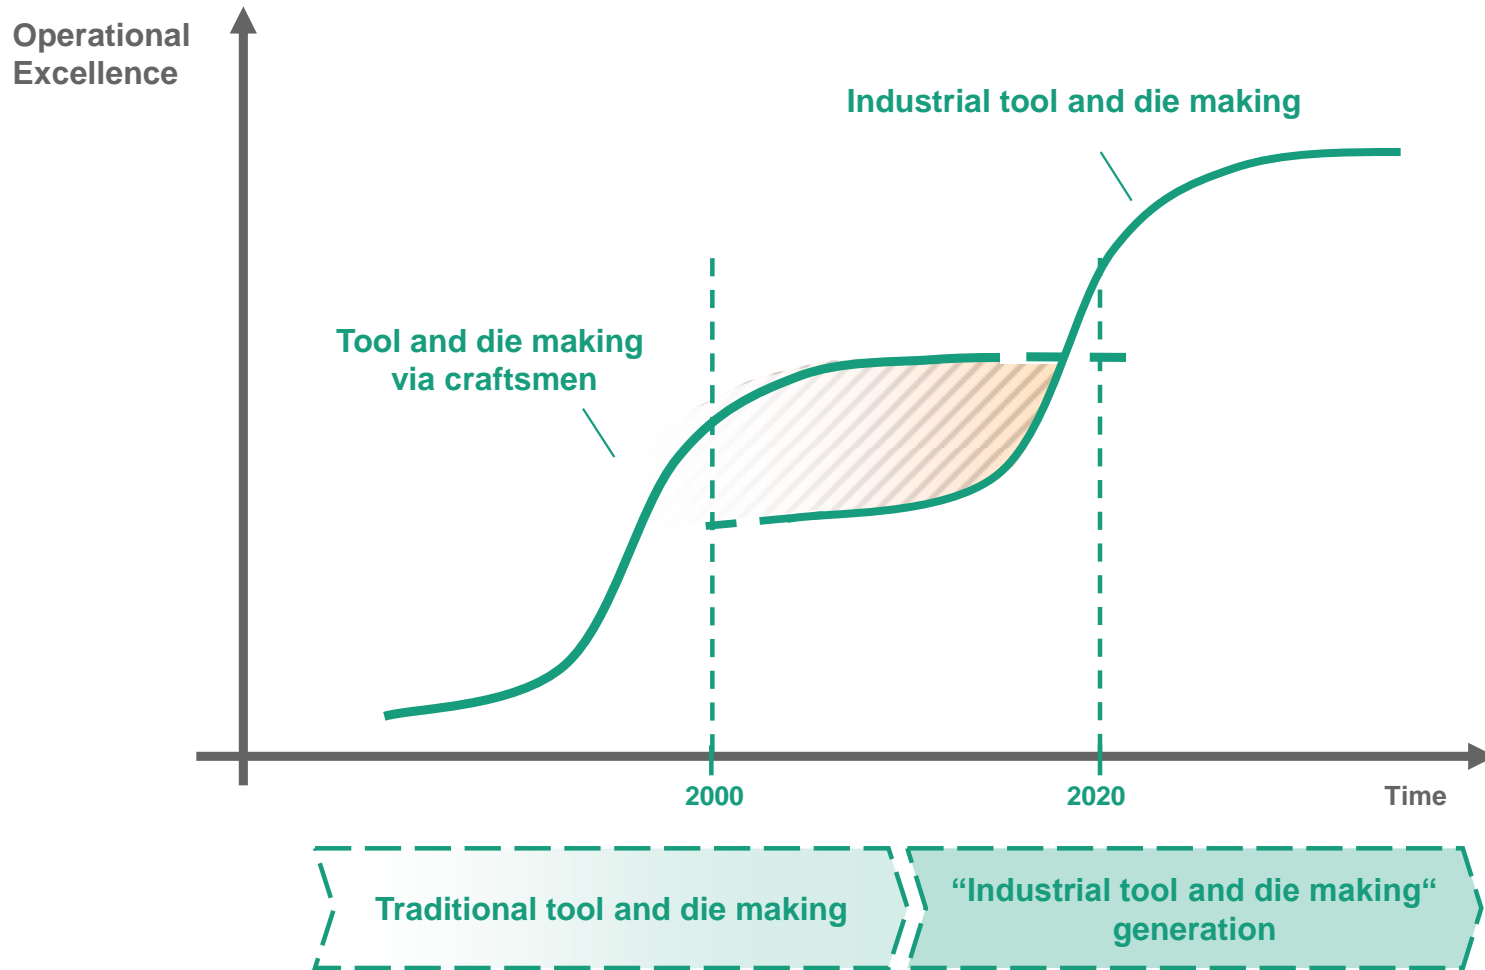 Operational
Excellence
Industrial tool and die making
Tool and die making
via craftsmen
2000
2020
Time
Traditional tool and die making
“Industrial tool and die making“
generation